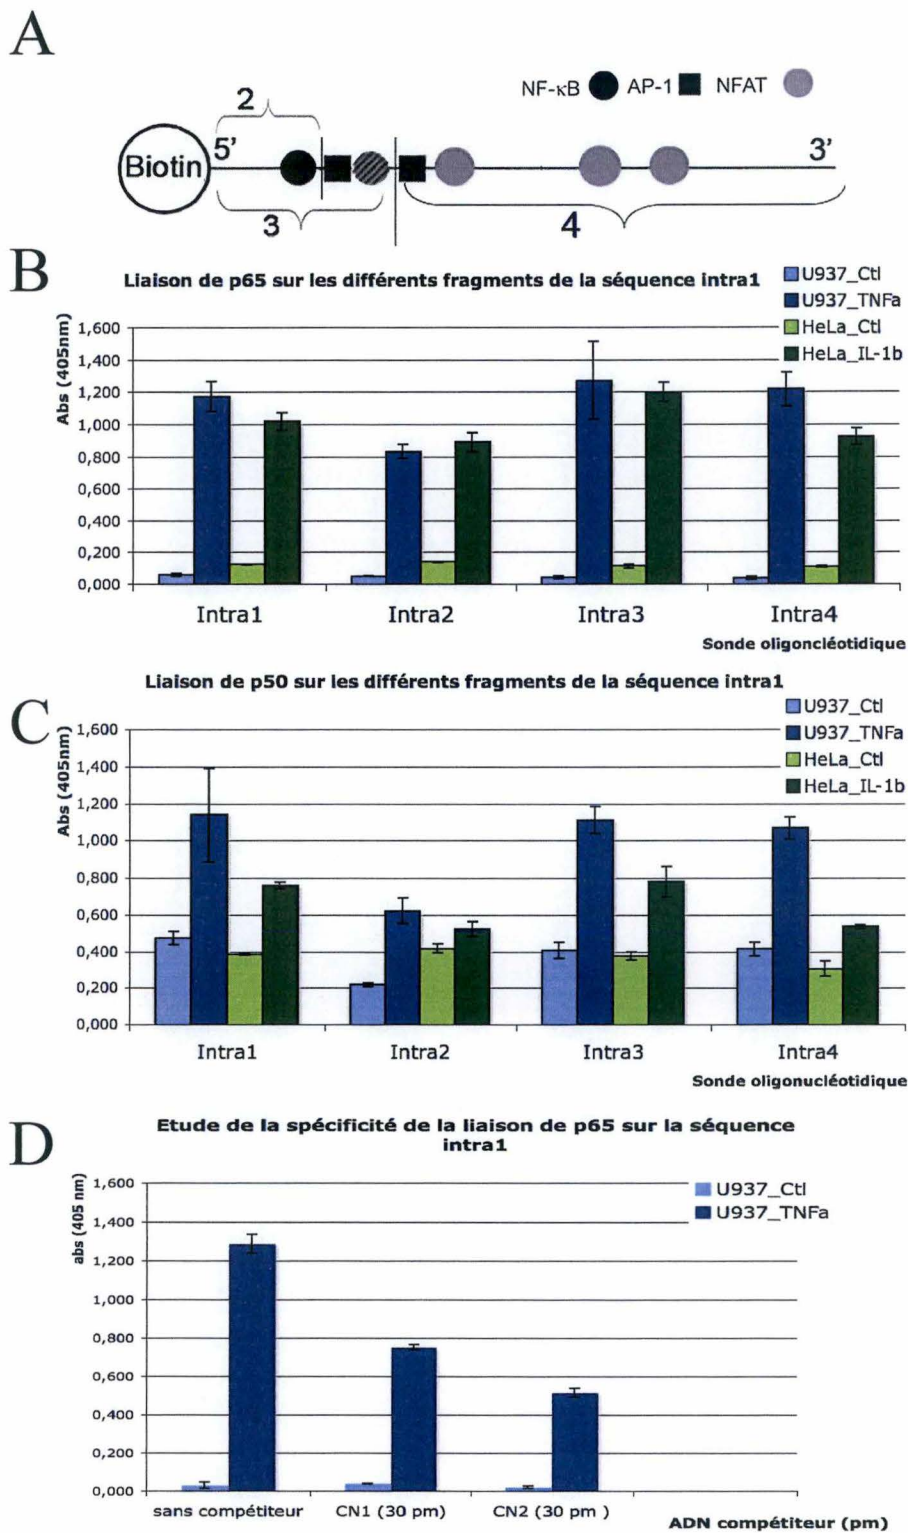 A
NF-κB AP-1 NFAT
2
5'
3'
Biotin
3
4
B
Liaison de p65 sur les différents fragments de la séquence intra1
U937_Ctl
U937_TNFa
HeLa_Ctl
HeLa_IL-1b
Abs (405nm)
1,600
1,400
1,200
1,000
0,800
0,600
0,400
0,200
0,000
Intra1 Intra2 Intra3 Intra4
Sonde oligoncléotidique
C
Liaison de p50 sur les différents fragments de la séquence intra1
U937_Ctl
U937_TNFa
HeLa_Ctl
HeLa_IL-1b
Abs (405nm)
1,600
1,400
1,200
1,000
0,800
0,600
0,400
0,200
0,000
Intra1 Intra2 Intra3 Intra4
Sonde oligonucléotidique
D
Etude de la spécificité de la liaison de p65 sur la séquence
intra1
U937_Ctl
U937_TNFa
abs (405 nm)
1,600
1,400
1,200
1,000
0,800
0,600
0,400
0,200
0,000
sans compétiteur CN1 (30 pm) CN2 (30 pm )
ADN compétiteur (pm)